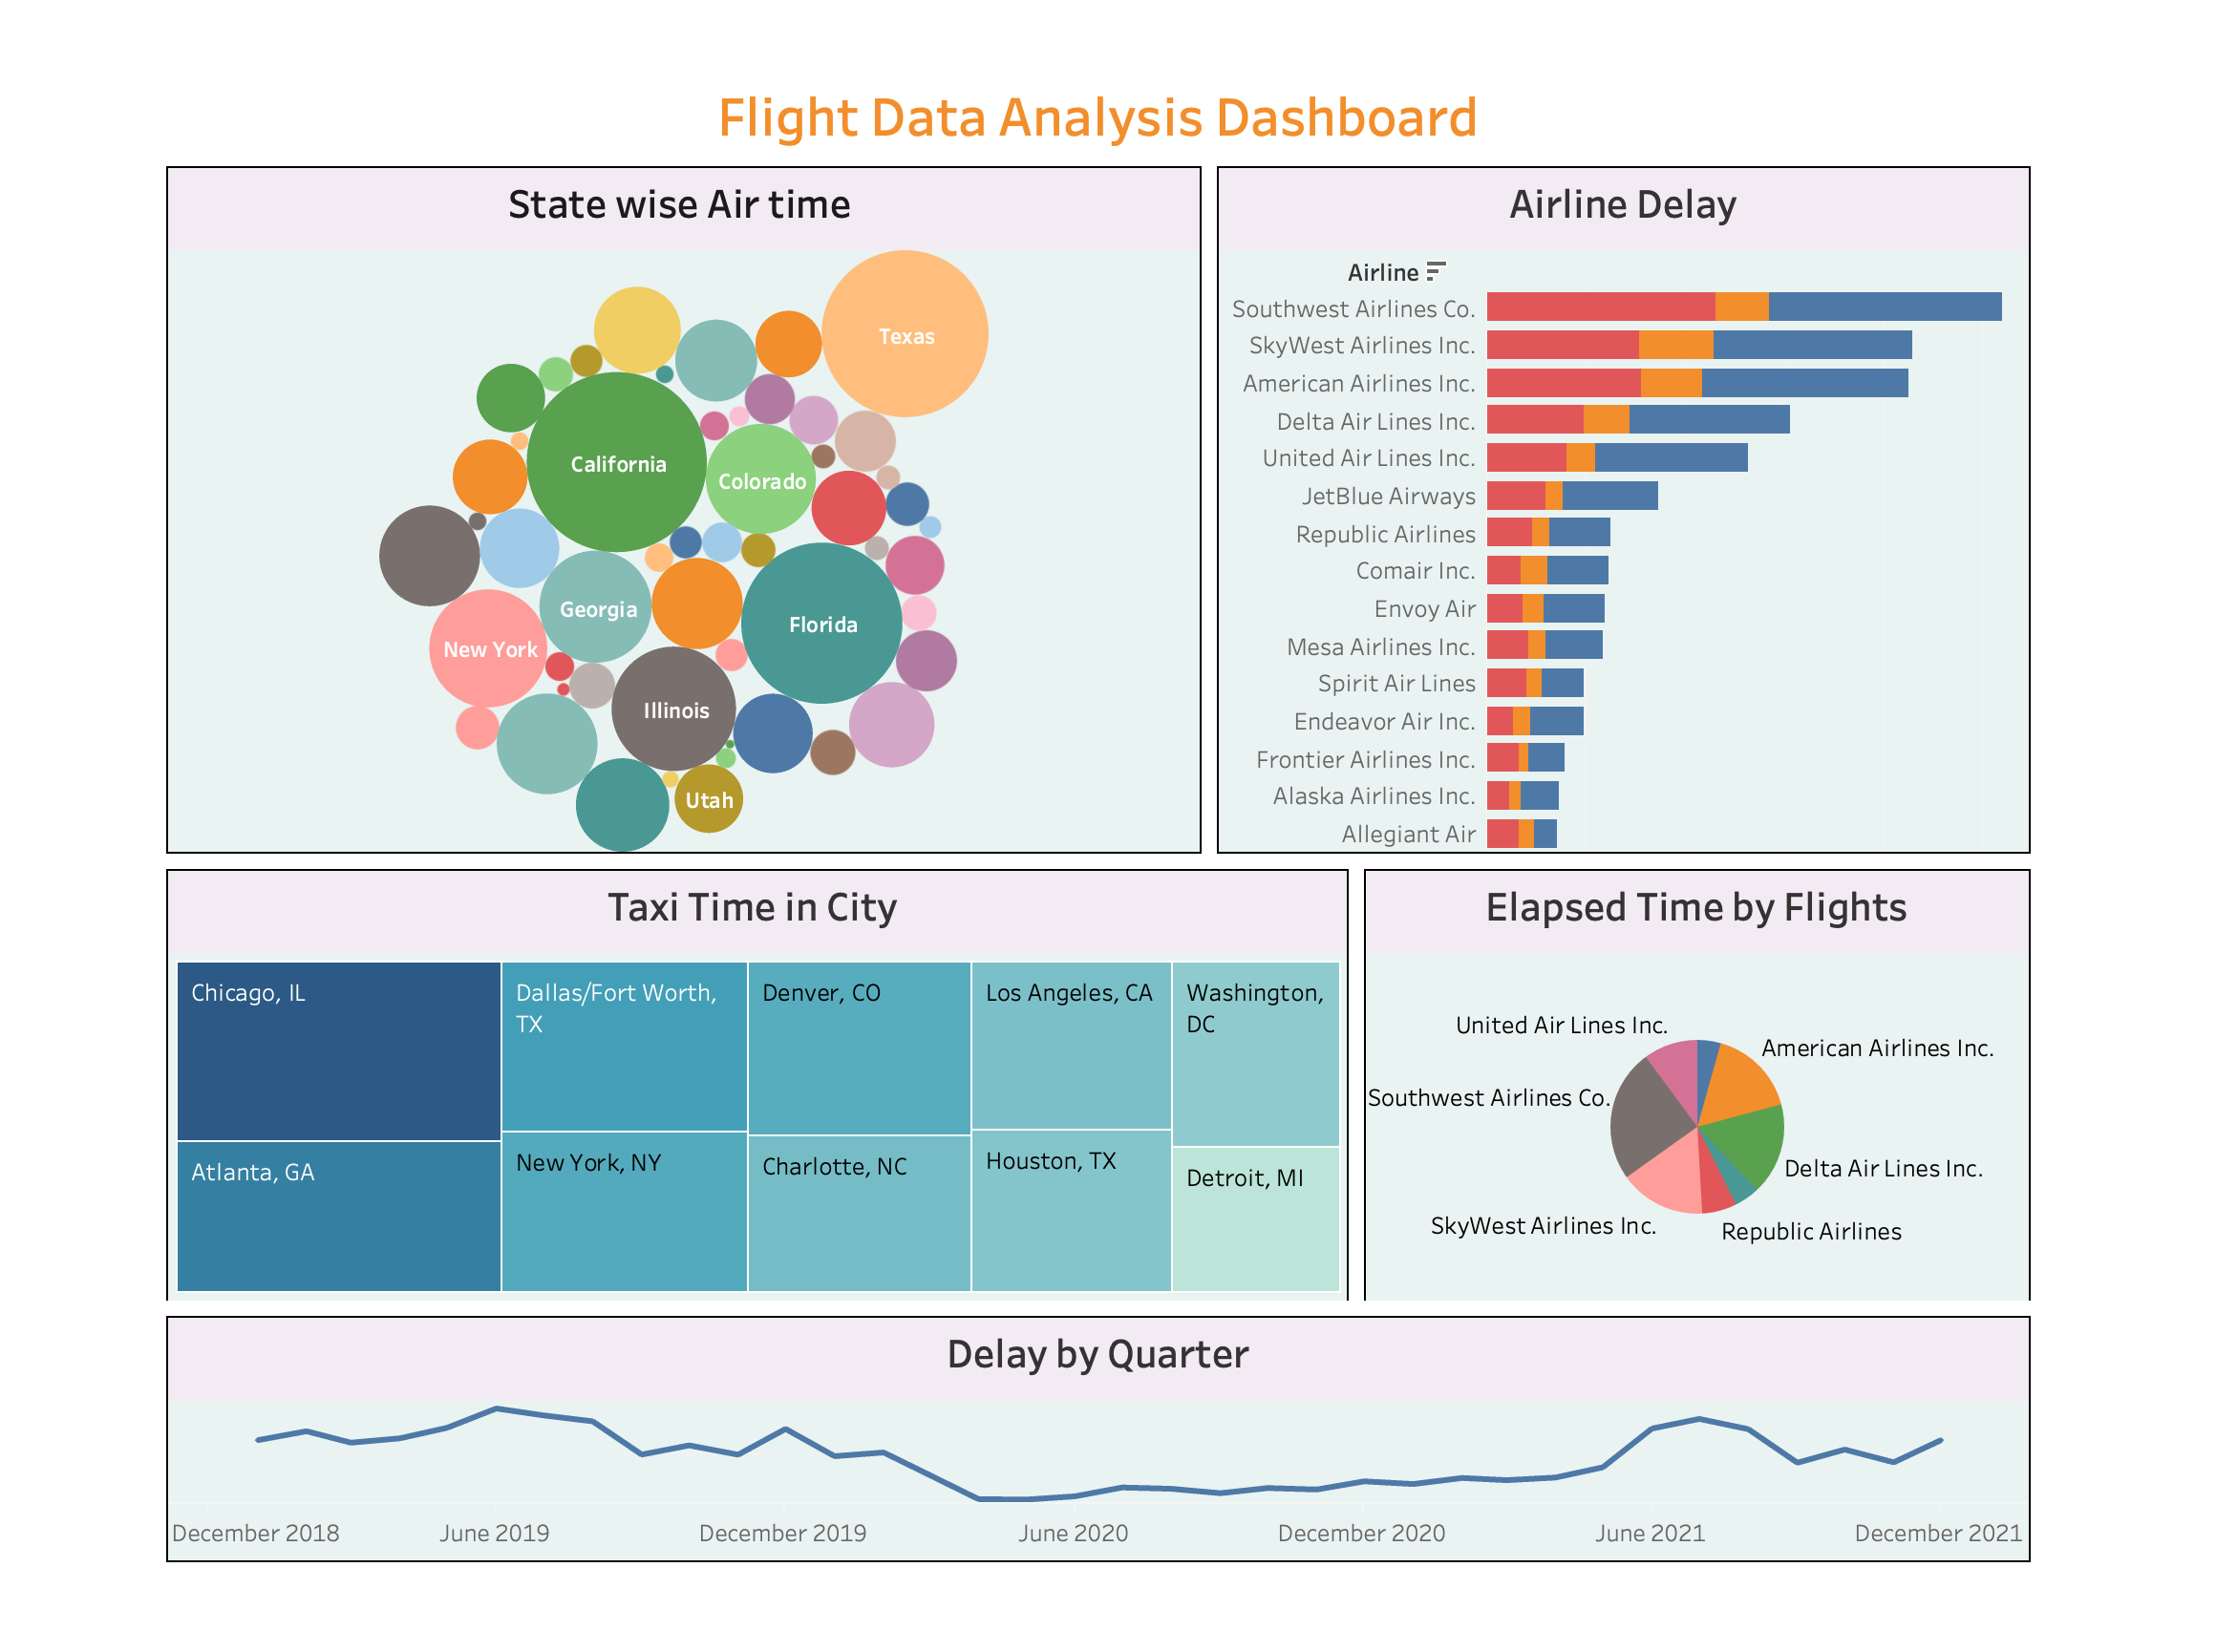 Flight Data Analysis Dashboard
State wise Air time
Texas
California
Colorado
Georgia
Florida
New York
Illinois
Utah
Airline Delay
Airline
Southwest Airlines Co.
SkyWest Airlines Inc.
American Airlines Inc.
Delta Air Lines Inc.
United Air Lines Inc.
JetBlue Airways
Republic Airlines
Comair Inc.
Envoy Air
Mesa Airlines Inc.
Spirit Air Lines
Endeavor Air Inc.
Frontier Airlines Inc.
Alaska Airlines Inc.
Allegiant Air
Taxi Time in City
Chicago, IL
Dallas/Fort Worth,
TX
Denver, CO
Los Angeles, CA
Washington,
DC
Atlanta, GA
New York, NY
Charlotte, NC
Houston, TX
Detroit, MI
Elapsed Time by Flights
United Air Lines Inc.
American Airlines Inc.
Southwest Airlines Co.
Delta Air Lines Inc.
SkyWest Airlines Inc.
Republic Airlines
Delay by Quarter
December 2018
June 2019
December 2019
June 2020
December 2020
June 2021
December 2021